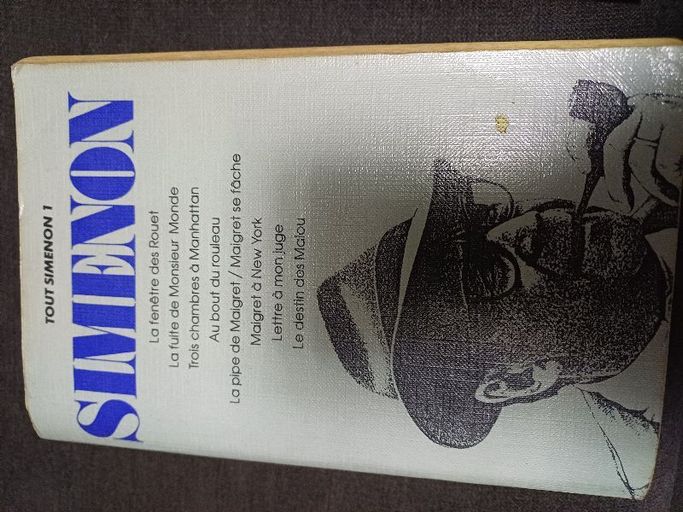 TOUT SIMENON 1
SIMENON
La fenêtre des Rouet
La fuite de Monsieur Monde
Trois chambres à Manhattan
Au bout du rouleau
La pipe de Maigret / Maigret se fâche
Maigret à New York
Lettre à mon juge
Le destin des Malou